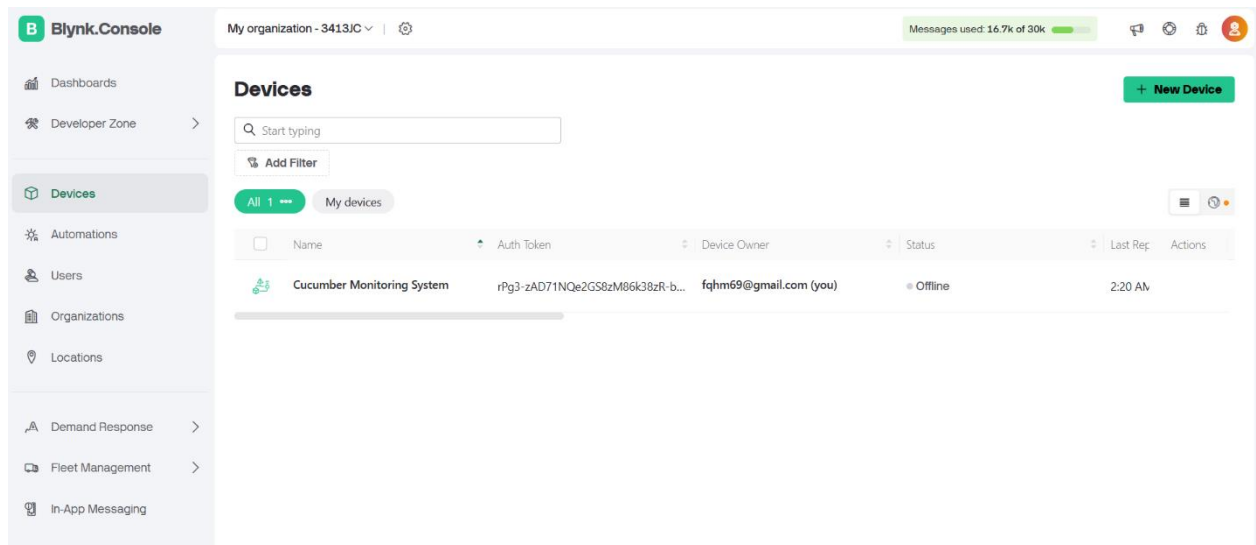 B Blynk.Console
My organization - 3413JC
Messages used: 16.7k of 30k
Dashboards
Developer Zone
Devices
Automations
Users
Organizations
Locations
Demand Response
Fleet Management
In-App Messaging
Devices
+ New Device
Start typing
Add Filter
All 1 •••
My devices
Name Auth Token Device Owner Status Last Rep Actions
Cucumber Monitoring System rPg3-zAD71NQe2GS8zM86k38zR-b... fqhm69@gmail.com (you) Offline 2:20 AM